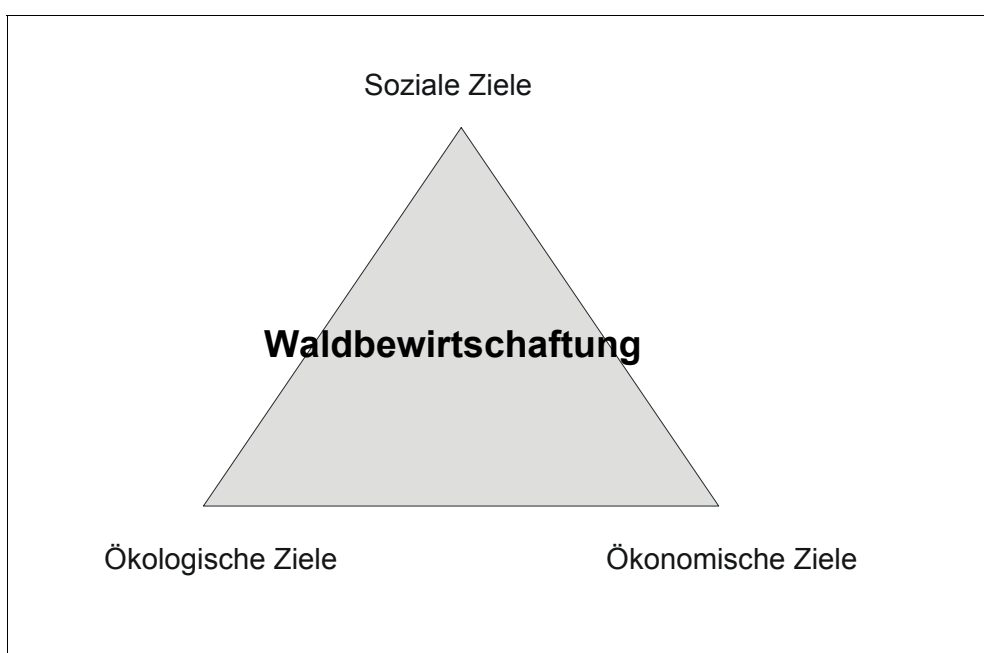 Soziale Ziele
Waldbewirtschaftung
Ökologische Ziele
Ökonomische Ziele